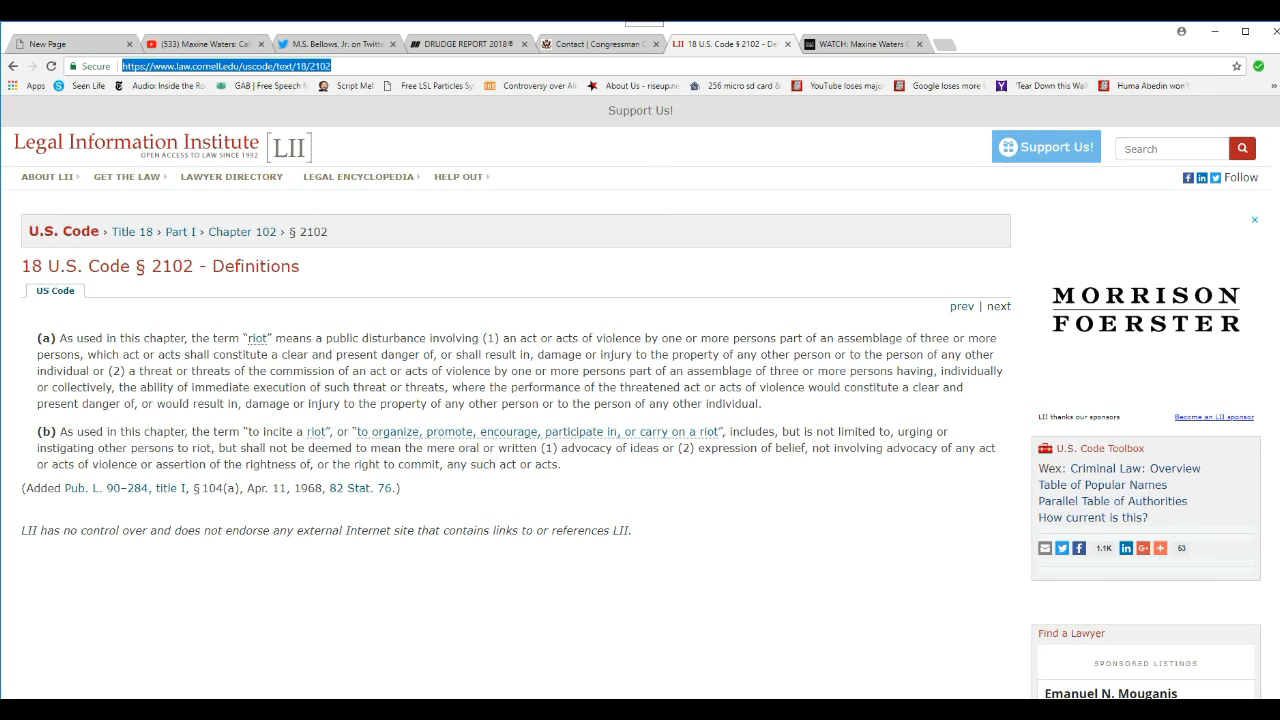 New Page
(533) Maxine Waters: Cal
M.S. Bellows, Jr. on Twitte
DRUDGE REPORT 2018®
Contact | Congressman C
LII 18 U.S. Code § 2102 - De
WATCH: Maxine Waters C
Secure
https://www.law.cornell.edu/uscode/text/18/2102
Apps
Seen Life
Audio: Inside the Ro
GAB | Free Speech f
Script Mel
Free LSL Particles Sy
Controversy over Al
About Us - riseup.ne
256 micro sd card &
YouTube loses majo
Google loses more
'Tear Down this Wal
Huma Abedin won't
»
Support Us!
Legal Information Institute [LII]
OPEN ACCESS TO LAW SINCE 1992
Support Us!
Search
ABOUT LII GET THE LAW LAWYER DIRECTORY LEGAL ENCYCLOPEDIA HELP OUT
Follow
U.S. Code › Title 18 › Part I › Chapter 102 › § 2102
18 U.S. Code § 2102 - Definitions
US Code
prev | next
(a) As used in this chapter, the term “riot” means a public disturbance involving (1) an act or acts of violence by one or more persons part of an assemblage of three or more
persons, which act or acts shall constitute a clear and present danger of, or shall result in, damage or injury to the property of any other person or to the person of any other
individual or (2) a threat or threats of the commission of an act or acts of violence by one or more persons part of an assemblage of three or more persons having, individually
or collectively, the ability of immediate execution of such threat or threats, where the performance of the threatened act or acts of violence would constitute a clear and
present danger of, or would result in, damage or injury to the property of any other person or to the person of any other individual.
(b) As used in this chapter, the term “to incite a riot”, or “to organize, promote, encourage, participate in, or carry on a riot”, includes, but is not limited to, urging or
instigating other persons to riot, but shall not be deemed to mean the mere oral or written (1) advocacy of ideas or (2) expression of belief, not involving advocacy of any act
or acts of violence or assertion of the rightness of, or the right to commit, any such act or acts.
(Added Pub. L. 90–284, title I, § 104(a), Apr. 11, 1968, 82 Stat. 76.)
LII has no control over and does not endorse any external Internet site that contains links to or references LII.
MORRISON
FOERSTER
LII thanks our sponsors
Become an LII sponsor
U.S. Code Toolbox
Wex: Criminal Law: Overview
Table of Popular Names
Parallel Table of Authorities
How current is this?
1.1K
G+
63
Find a Lawyer
SPONSORED LISTINGS
Emanuel N. Mouganis